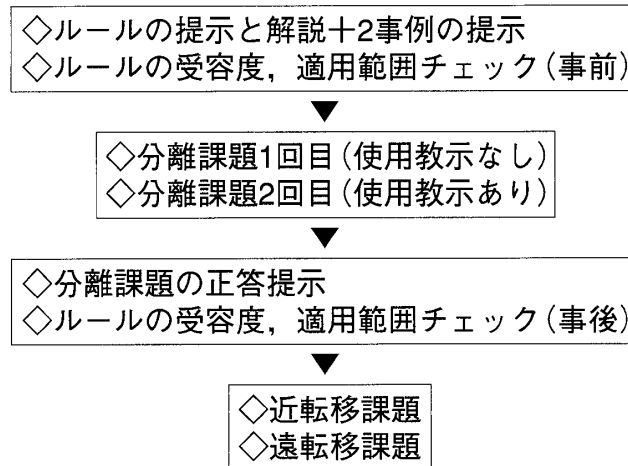 ◇ルールの提示と解説＋2事例の提示
◇ルールの受容度，適用範囲チェック(事前)
▼
◇分離課題1回目(使用教示なし)
◇分離課題2回目(使用教示あり)
▼
◇分離課題の正答提示
◇ルールの受容度，適用範囲チェック(事後)
▼
◇近転移課題
◇遠転移課題